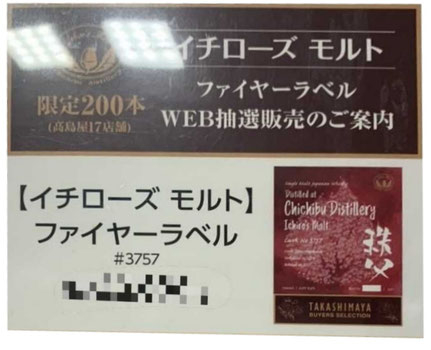 イチローズ モルト
ファイヤーラベル
WEB抽選販売のご案内
限定200本
(髙島屋17店舗)
【イチローズ モルト】
ファイヤーラベル
#3757
Single Malt Japanese Whisky
Distilled at
Chichibu Distillery
Ichiro's Malt
秩父
TAKASHIMAYA
BUYERS SELECTION